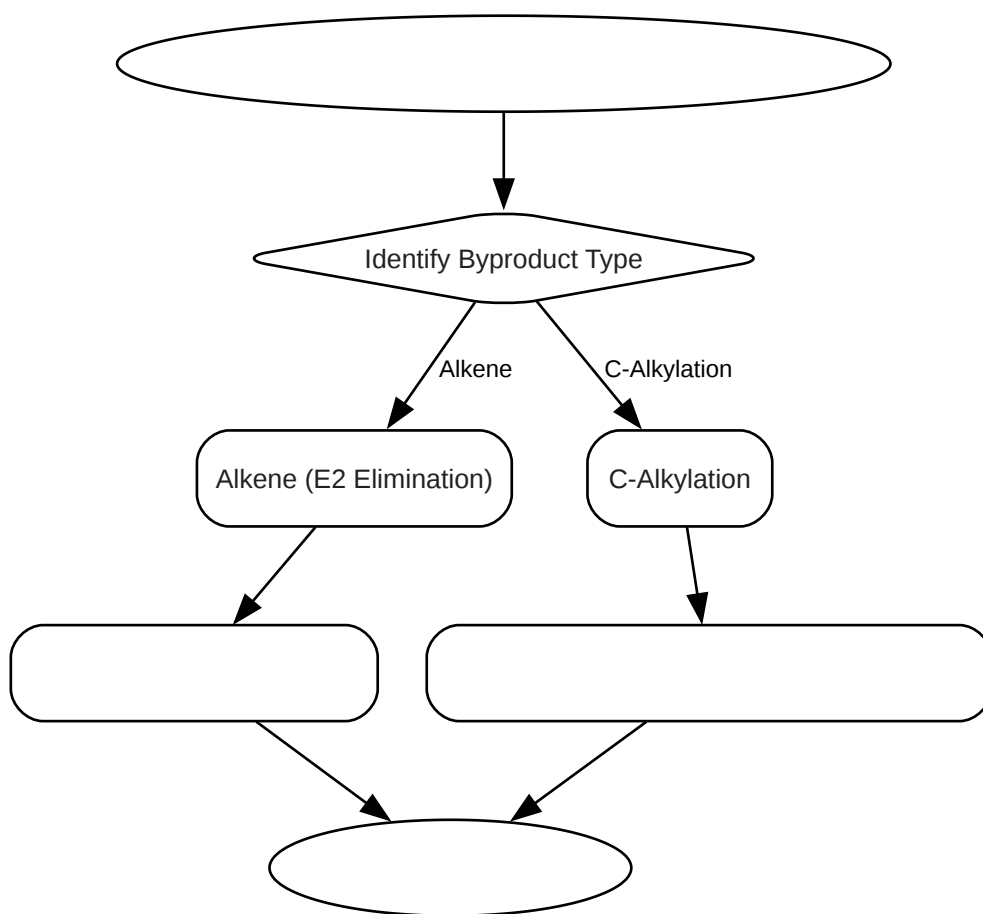 Identify Byproduct Type
Alkene
C-Alkylation
Alkene (E2 Elimination)
C-Alkylation